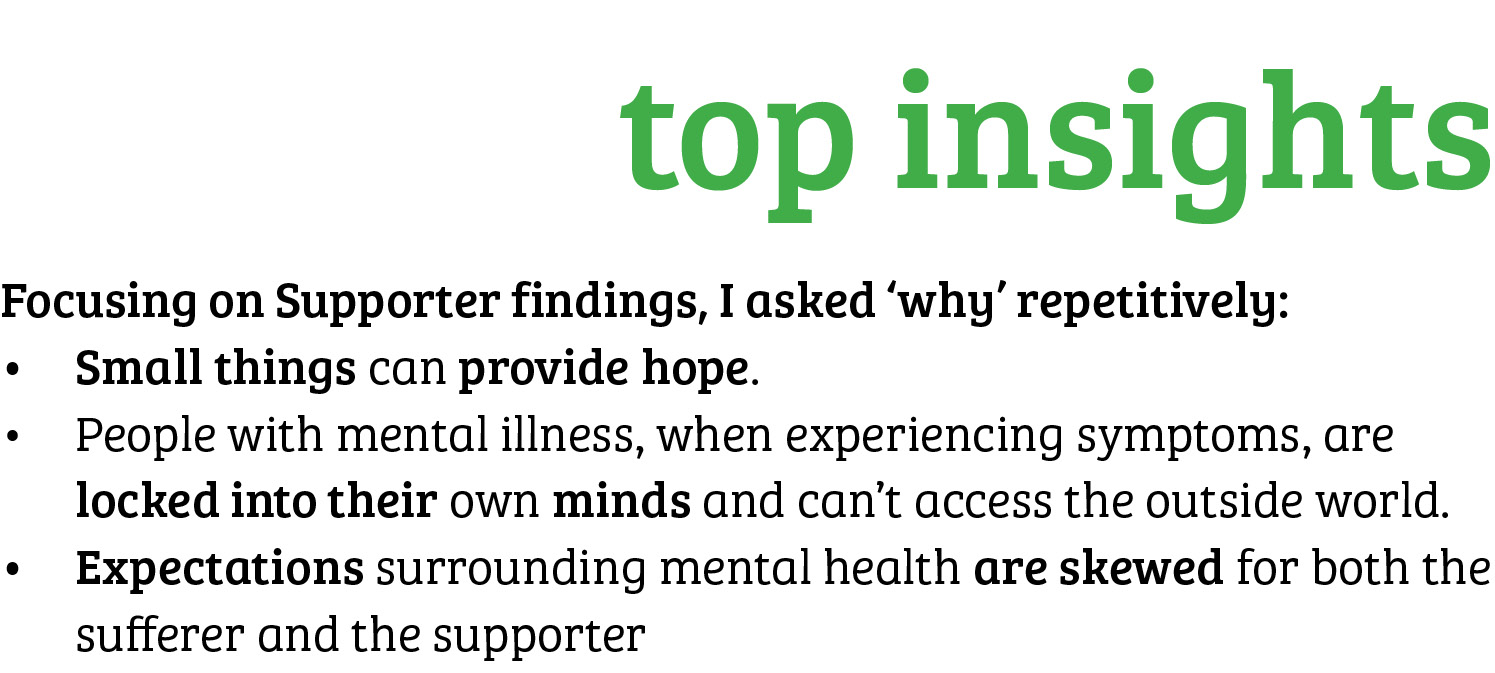 top insights
Focusing on Supporter findings, I asked ‘why’ repetitively:
• Small things can provide hope.
• People with mental illness, when experiencing symptoms, are
locked into their own minds and can’t access the outside world.
• Expectations surrounding mental health are skewed for both the
sufferer and the supporter